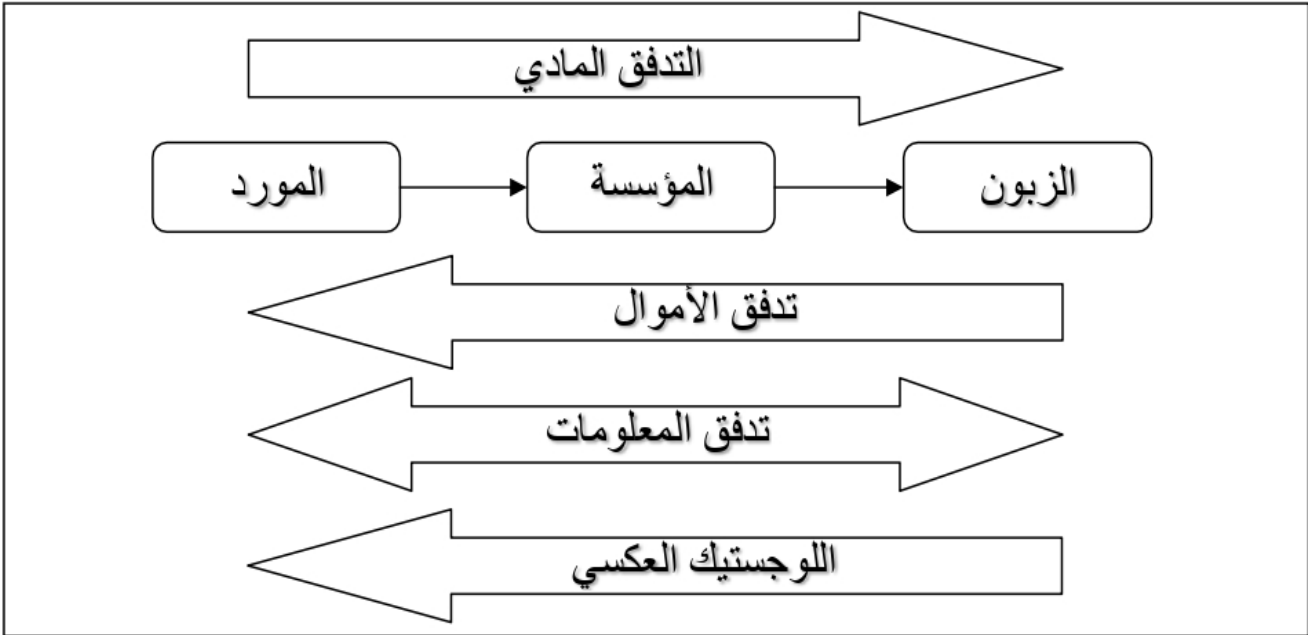 التدفق المادي
المورد
المؤسسة
الزبون
تدفق الأموال
تدفق المعلومات
اللوجستيك العكسي